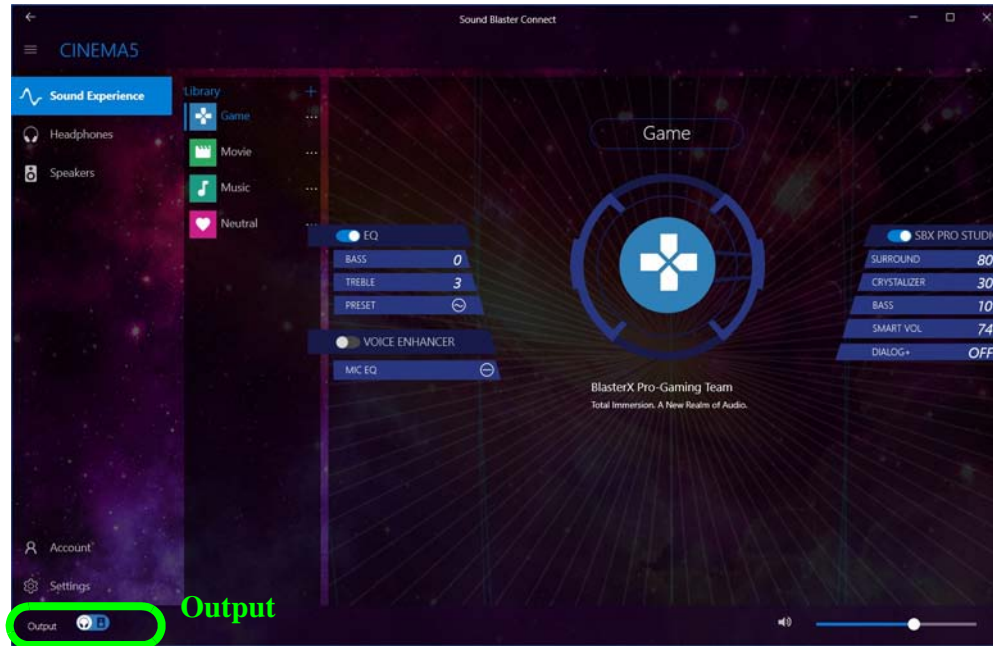 Sound Blaster Connect
CINEMA5
Sound Experience
Headphones
Speakers
Library
Game
Movie
Music
Neutral
EQ
BASS 0
TREBLE 3
PRESET
VOICE ENHANCER
MIC EQ
Game
BlasterX Pro-Gaming Team
Total Immersion. A New Realm of Audio.
SBX PRO STUDIO
SURROUND 80
CRYSTALIZER 30
BASS 10
SMART VOL 74
DIALOG+ OFF
Account
Settings
Output
Output